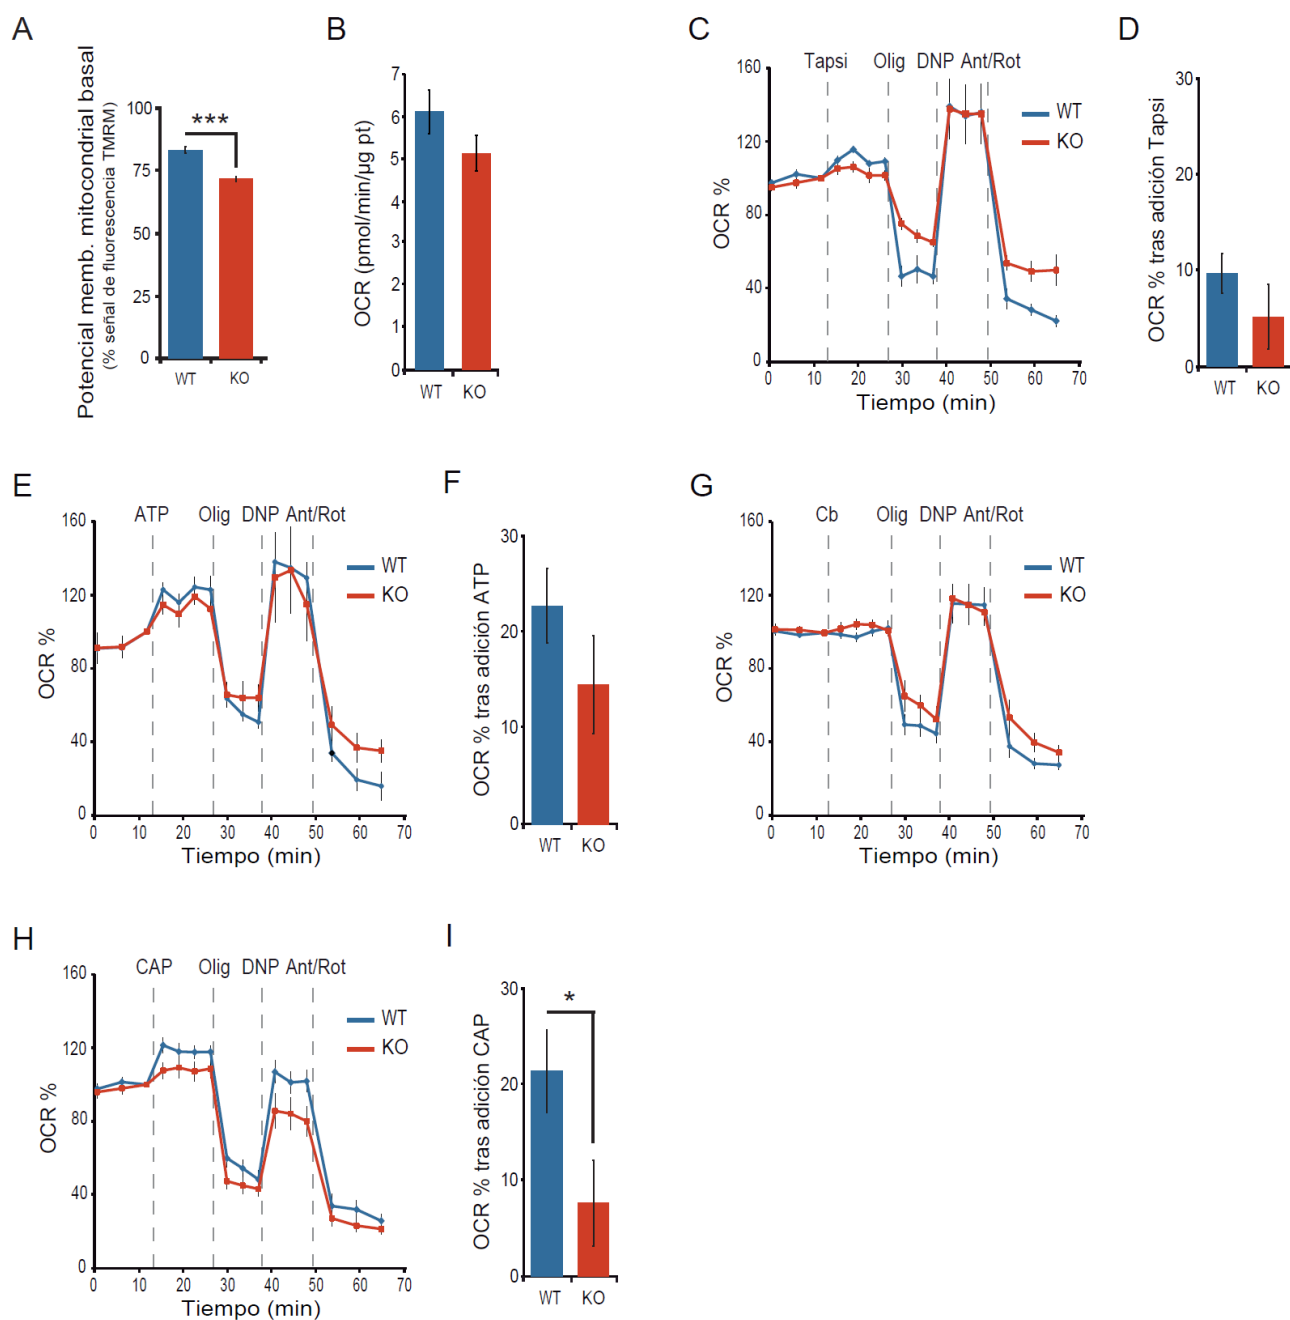 A
Potencial memb. mitocondrial basal
(% señal de fluorescencia TMRM)
100
75
50
25
0
***
WT
KO
B
OCR (pmol/min/µg pt)
7
6
5
4
3
2
1
0
WT
KO
C
Tapsi
Olig
DNP
Ant/Rot
OCR %
160
120
80
40
0
WT
KO
0
10
20
30
40
50
60
70
Tiempo (min)
D
OCR % tras adición Tapsi
30
20
10
0
WT
KO
E
ATP
Olig
DNP
Ant/Rot
OCR %
160
120
80
40
0
WT
KO
0
10
20
30
40
50
60
70
Tiempo (min)
F
OCR % tras adición ATP
30
20
10
0
WT
KO
G
Cb
Olig
DNP
Ant/Rot
OCR %
160
120
80
40
0
WT
KO
0
10
20
30
40
50
60
70
Tiempo (min)
H
CAP
Olig
DNP
Ant/Rot
OCR %
160
120
80
40
0
WT
KO
0
10
20
30
40
50
60
70
Tiempo (min)
I
OCR % tras adición CAP
30
20
10
0
*
WT
KO